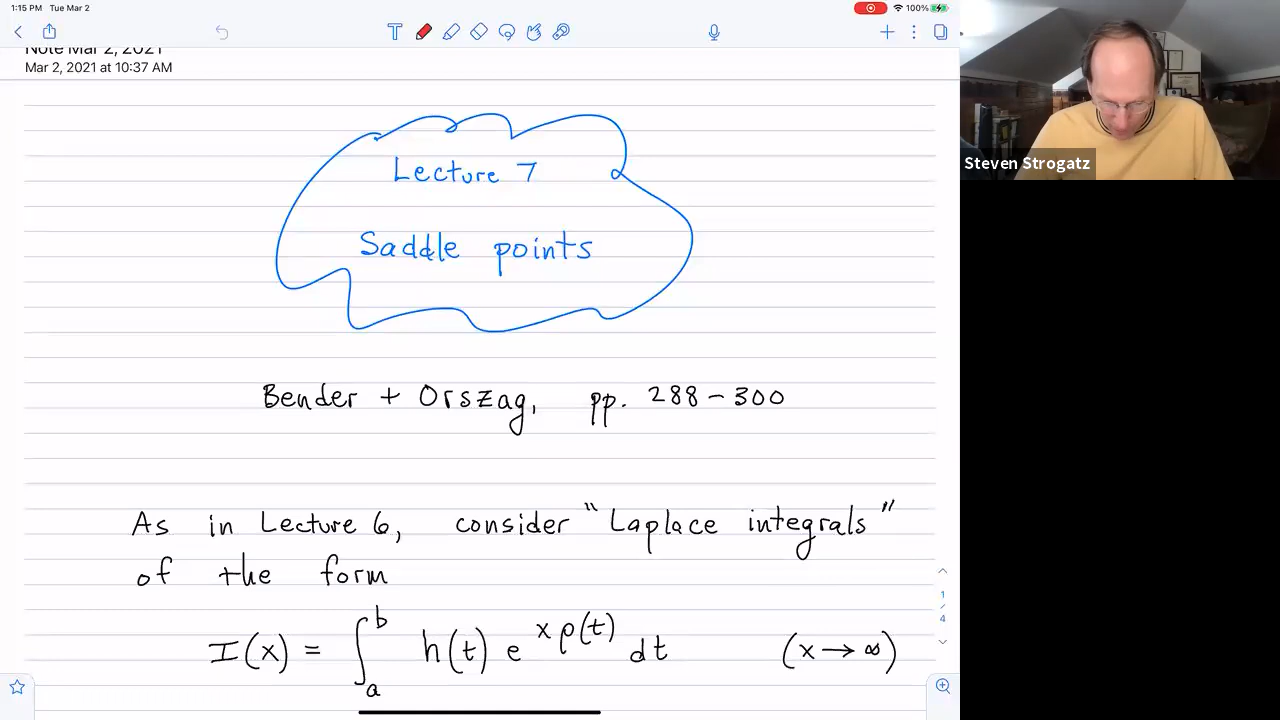 1:15 PM Tue Mar 2
100%
Note Mar 2, 2021
Mar 2, 2021 at 10:37 AM
Lecture 7
Saddle points
Bender + Orszag, pp. 288-300
As in Lecture 6, consider "Laplace integrals"
of the form
I(x) = ∫_a^b h(t) e^{xρ(t)} dt (x → ∞)
1
/
4
Steven Strogatz